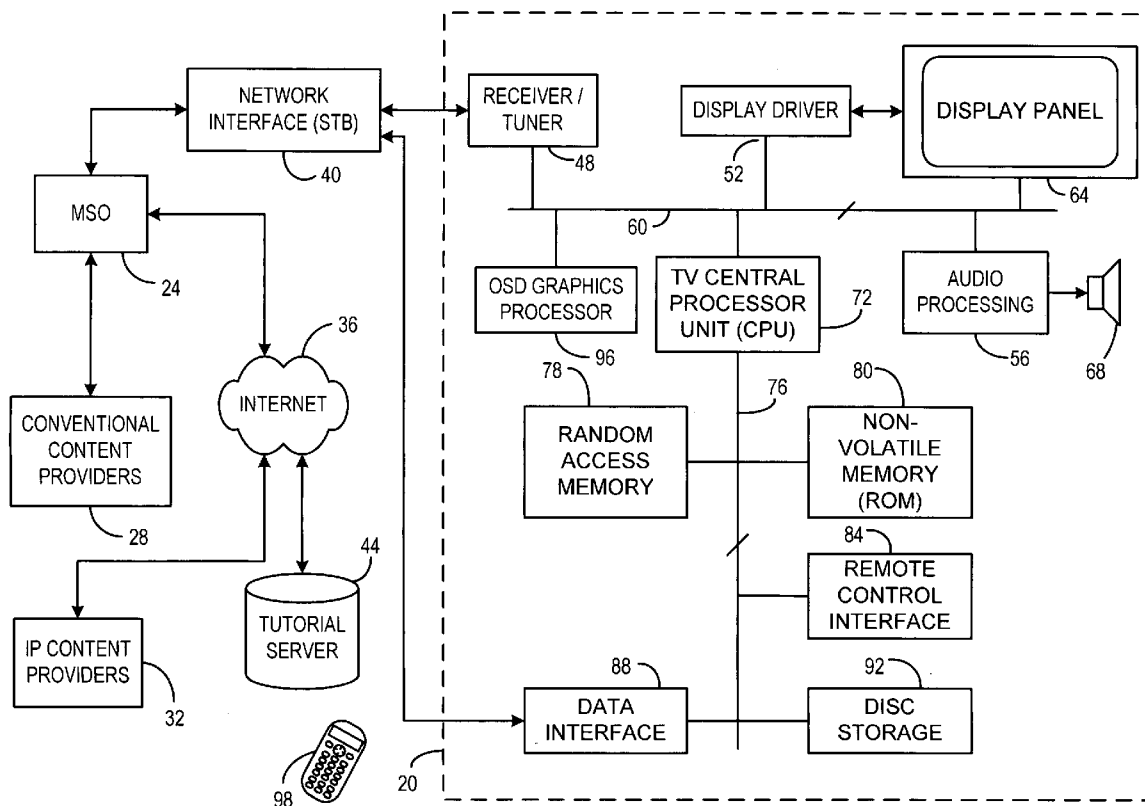 NETWORK
INTERFACE (STB)
40
RECEIVER /
TUNER
48
DISPLAY DRIVER
52
DISPLAY PANEL
64
MSO
24
60
OSD GRAPHICS
PROCESSOR
96
TV CENTRAL
PROCESSOR
UNIT (CPU)
72
AUDIO
PROCESSING
56
68
36
INTERNET
CONVENTIONAL
CONTENT
PROVIDERS
28
78
RANDOM
ACCESS
MEMORY
76
80
NON-
VOLATILE
MEMORY
(ROM)
84
REMOTE
CONTROL
INTERFACE
44
TUTORIAL
SERVER
IP CONTENT
PROVIDERS
32
88
DATA
INTERFACE
92
DISC
STORAGE
98
20